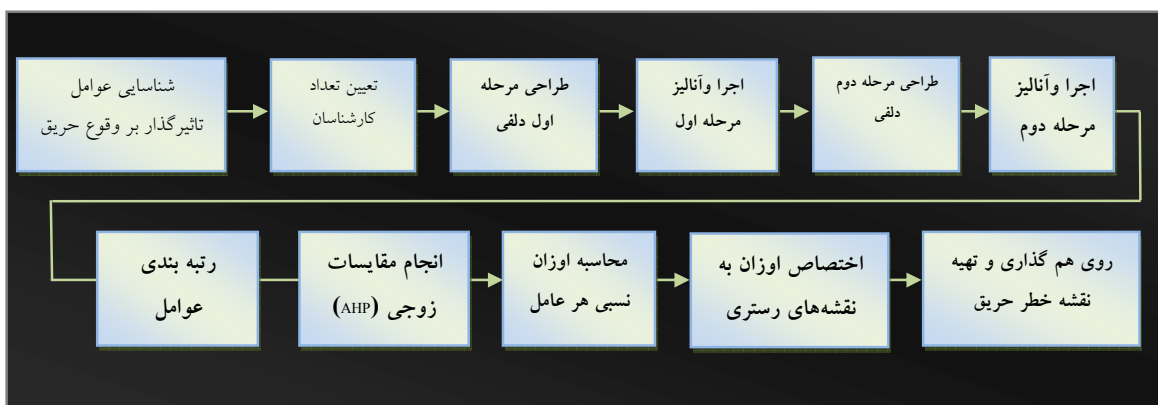 شناسایی عوامل
تاثیرگذار بر وقوع حریق
تعیین تعداد
کارشناسان
طراحی مرحله
اول دلفی
اجرا وآنالیز
مرحله اول
طراحی مرحله دوم
دلفی
اجرا وآنالیز
مرحله دوم
رتبه بندی
عوامل
انجام مقایسات
زوجی (AHP)
محاسبه اوزان
نسبی هر عامل
اختصاص اوزان به
نقشه‌های رستری
روی هم گذاری و تهیه
نقشه خطر حریق